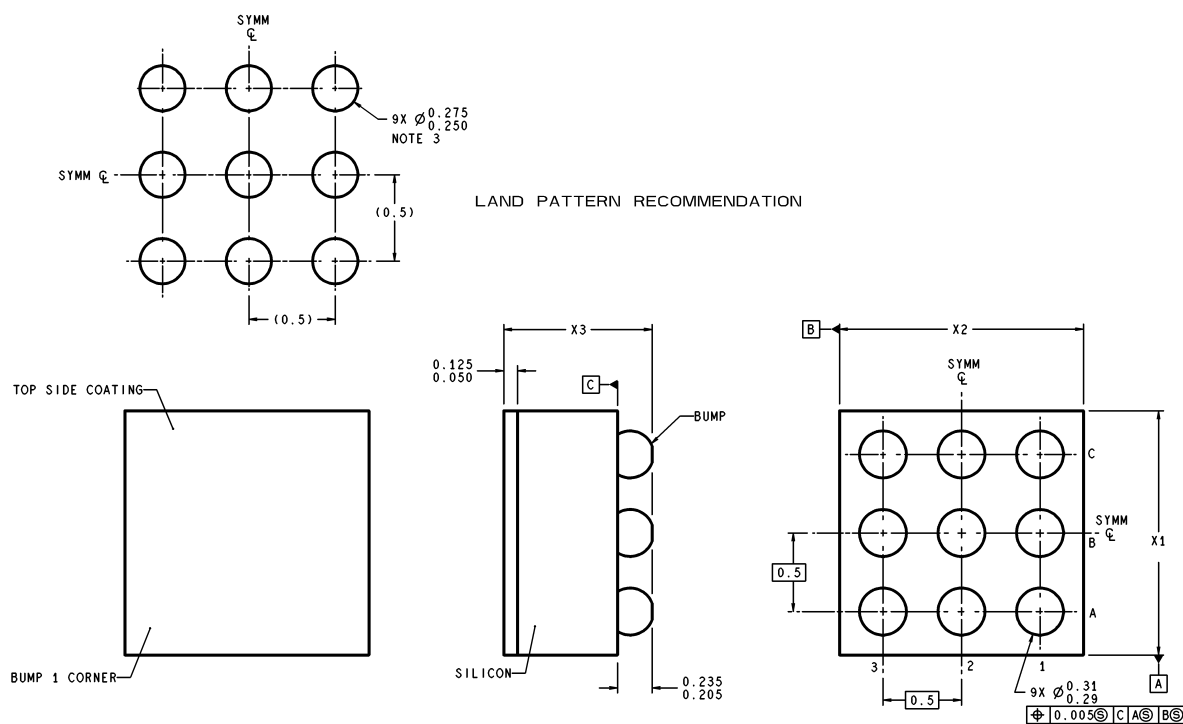 SYMM
℄
9X Ø 0.275
0.250
NOTE 3
SYMM ℄
(0.5)
LAND PATTERN RECOMMENDATION
(0.5)
X3
B
X2
0.125
0.050
C
SYMM
℄
TOP SIDE COATING
BUMP
C
SYMM
℄
B
X1
0.5
A
BUMP 1 CORNER
SILICON
0.235
0.205
3
2
1
A
0.5
9X Ø 0.31
0.29
⌖ 0.005Ⓢ C AⓈ BⓈ